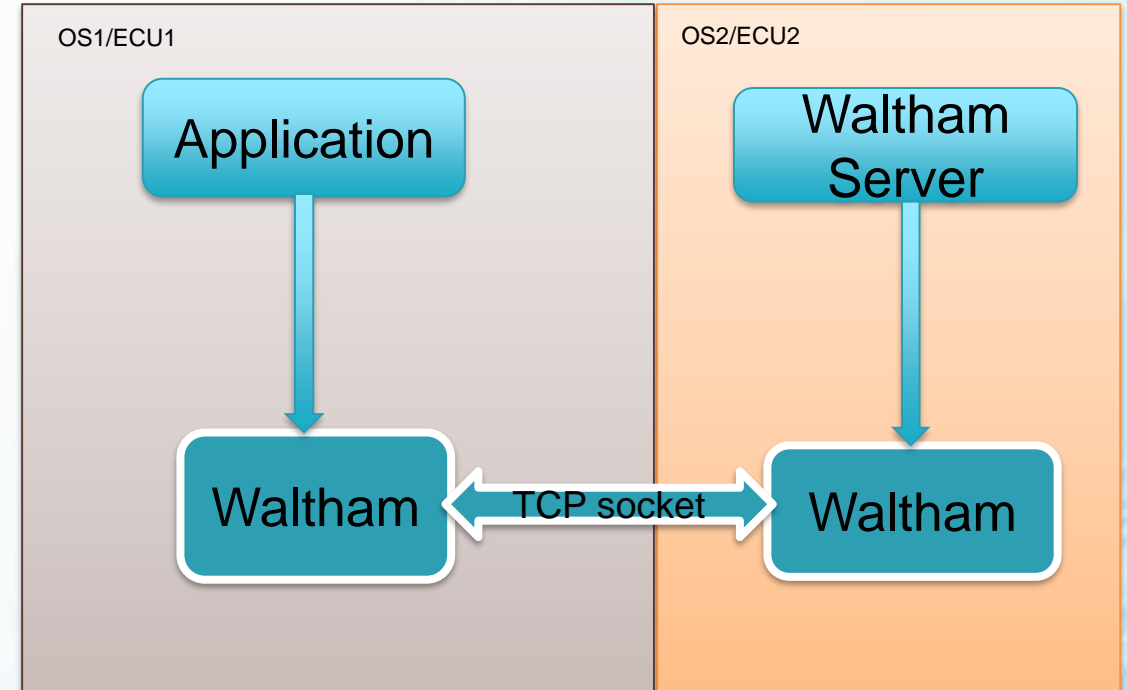 OS1/ECU1
OS2/ECU2
Application
Waltham
Server
Waltham
TCP socket
Waltham